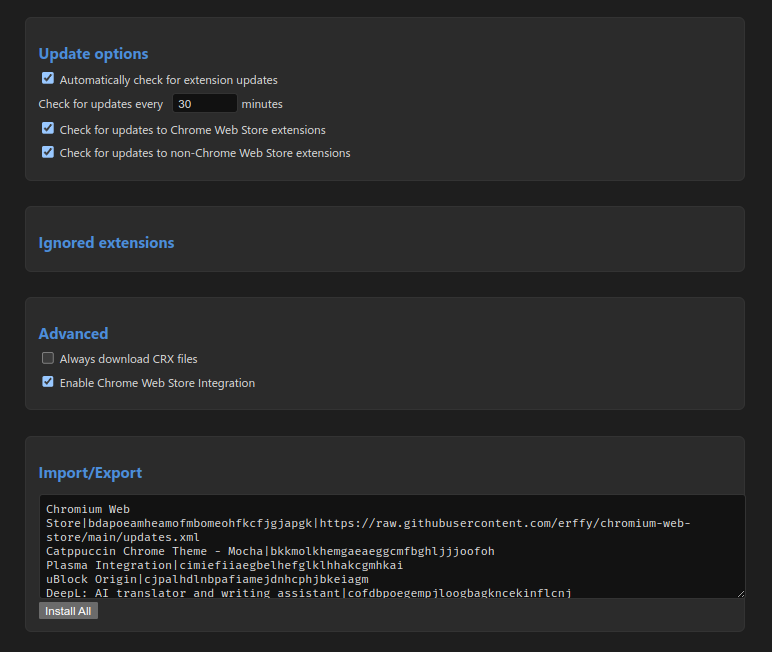 Update options
Automatically check for extension updates
Check for updates every 30 minutes
Check for updates to Chrome Web Store extensions
Check for updates to non-Chrome Web Store extensions
Ignored extensions
Advanced
Always download CRX files
Enable Chrome Web Store Integration
Import/Export
Chromium Web
Store|bdapoeamheamofmbomeohfkcfjgjapgk|https://raw.githubusercontent.com/erffy/chromium-web-
store/main/updates.xml
Catppuccin Chrome Theme - Mocha|bkkmolkhemgaeaeggcmfbghljjjoofoh
Plasma Integration|cimiefiiaegbelhefglklhhakcgmhkai
uBlock Origin|cjpalhdlnbpafiamejdnhcphjbkeiagm
DeepL: AI translator and writing assistant|cofdbpoegempjloogbagkncekinflcnj
Install All